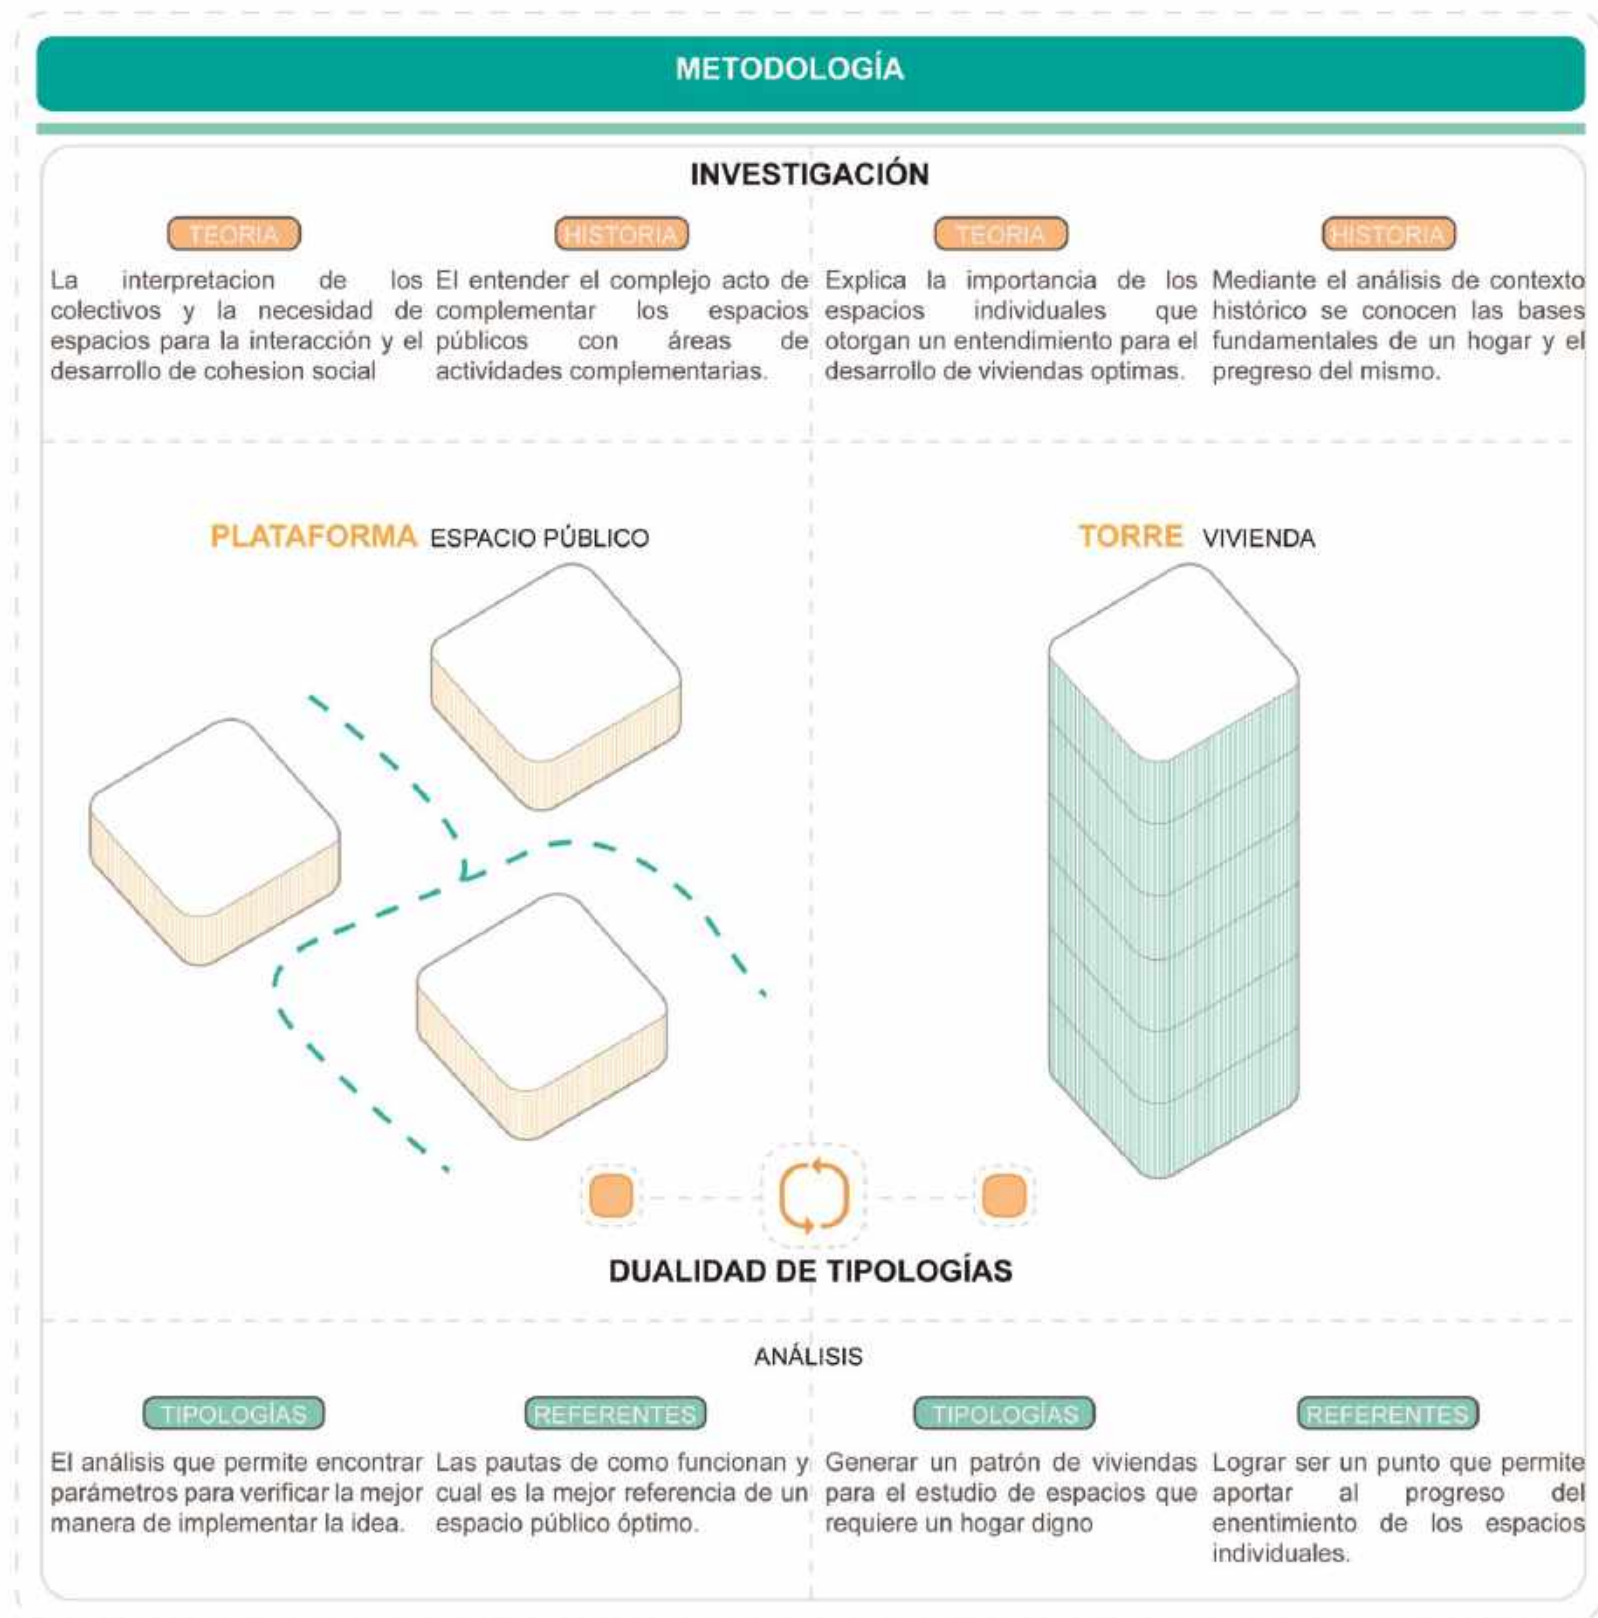 METODOLOGÍA
INVESTIGACIÓN
TEORIA
La interpretacion de los
colectivos y la necesidad de
espacios para la interacción y el
desarrollo de cohesion social
HISTORIA
El entender el complejo acto de
complementar los espacios
públicos con áreas de
actividades complementarias.
TEORIA
Explica la importancia de los
espacios individuales que
otorgan un entendimiento para el
desarrollo de viviendas optimas.
HISTORIA
Mediante el análisis de contexto
histórico se conocen las bases
fundamentales de un hogar y el
pregreso del mismo.
PLATAFORMA ESPACIO PÚBLICO
TORRE VIVIENDA
DUALIDAD DE TIPOLOGÍAS
ANÁLISIS
TIPOLOGÍAS
El análisis que permite encontrar
parámetros para verificar la mejor
manera de implementar la idea.
REFERENTES
Las pautas de como funcionan y
cual es la mejor referencia de un
espacio público óptimo.
TIPOLOGÍAS
Generar un patrón de viviendas
para el estudio de espacios que
requiere un hogar digno
REFERENTES
Lograr ser un punto que permite
aportar al progreso del
enentimiento de los espacios
individuales.